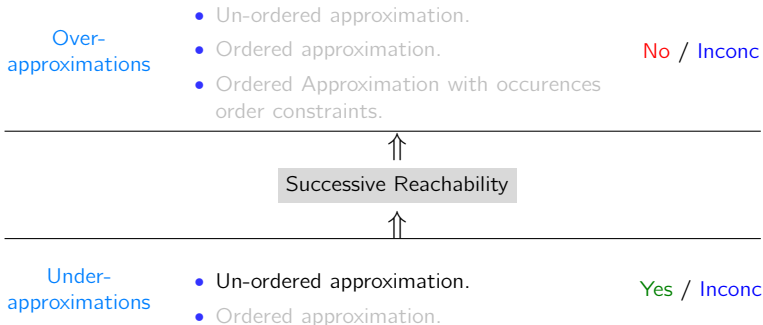 • Un-ordered approximation.
Over-
approximations
• Ordered approximation.
No / Inconc
• Ordered Approximation with occurences
order constraints.
⇑
Successive Reachability
⇑
Under-
approximations
• Un-ordered approximation.
Yes / Inconc
• Ordered approximation.